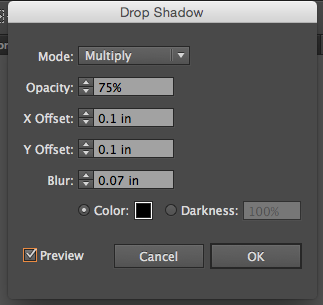 Drop Shadow
Mode: Multiply
Opacity: 75%
X Offset: 0.1 in
Y Offset: 0.1 in
Blur: 0.07 in
Color: Darkness: 100%
Preview Cancel OK